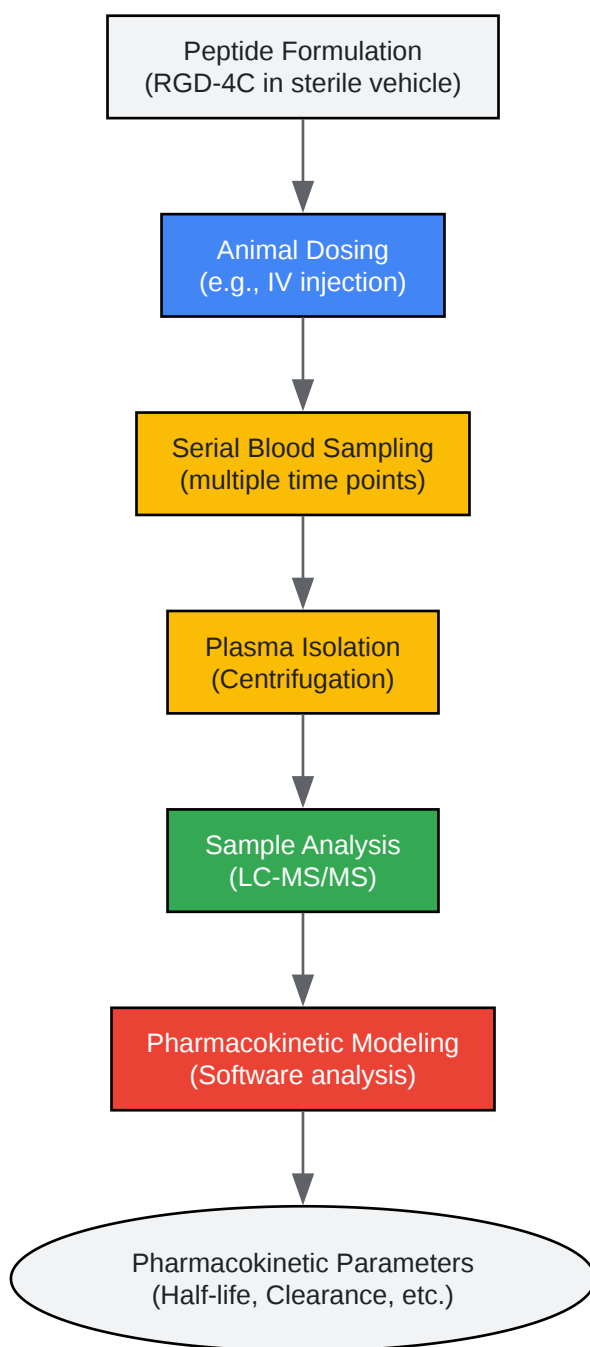 Peptide Formulation
(RGD-4C in sterile vehicle)
Animal Dosing
(e.g., IV injection)
Serial Blood Sampling
(multiple time points)
Plasma Isolation
(Centrifugation)
Sample Analysis
(LC-MS/MS)
Pharmacokinetic Modeling
(Software analysis)
Pharmacokinetic Parameters
(Half-life, Clearance, etc.)